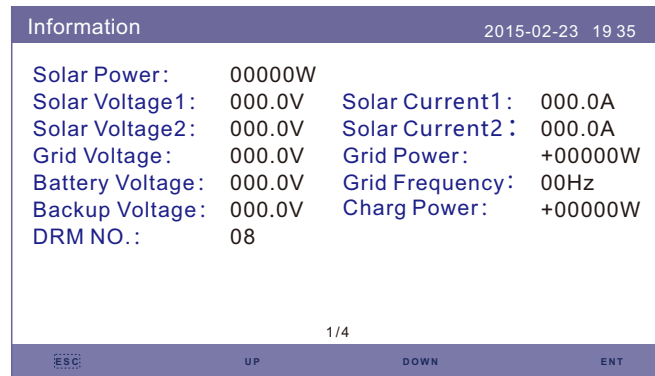 Information 2015-02-23 19 35
Solar Power: 00000W
Solar Voltage1: 000.0V Solar Current1: 000.0A
Solar Voltage2: 000.0V Solar Current2: 000.0A
Grid Voltage: 000.0V Grid Power: +00000W
Battery Voltage: 000.0V Grid Frequency: 00Hz
Backup Voltage: 000.0V Charg Power: +00000W
DRM NO.: 08
1/4
ESC UP DOWN ENT